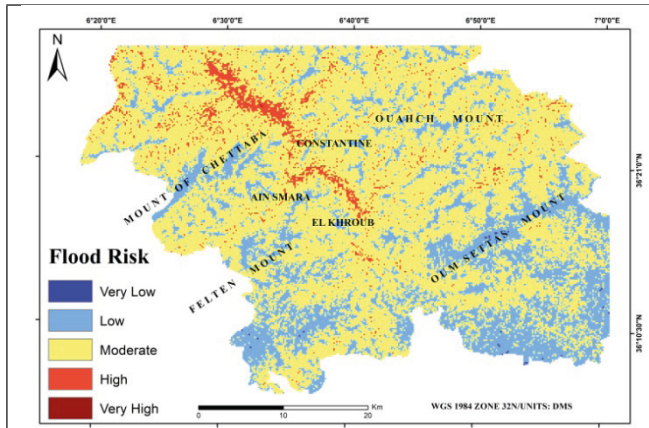 6°20'0"E 6°30'0"E 6°40'0"E 6°50'0"E 7°0'0"E
N
OUAHCH MOUNT
CONSTANTINE
MOUNT OF CHETTABA
36°21'0"N
AIN SMARA
EL KHROUB
OUM SETTAS MOUNT
FELTEN MOUNT
Flood Risk
Very Low
Low
Moderate
High
Very High
36°10'30"N
0 10 20 Km
WGS 1984 ZONE 32N/UNITS: DMS